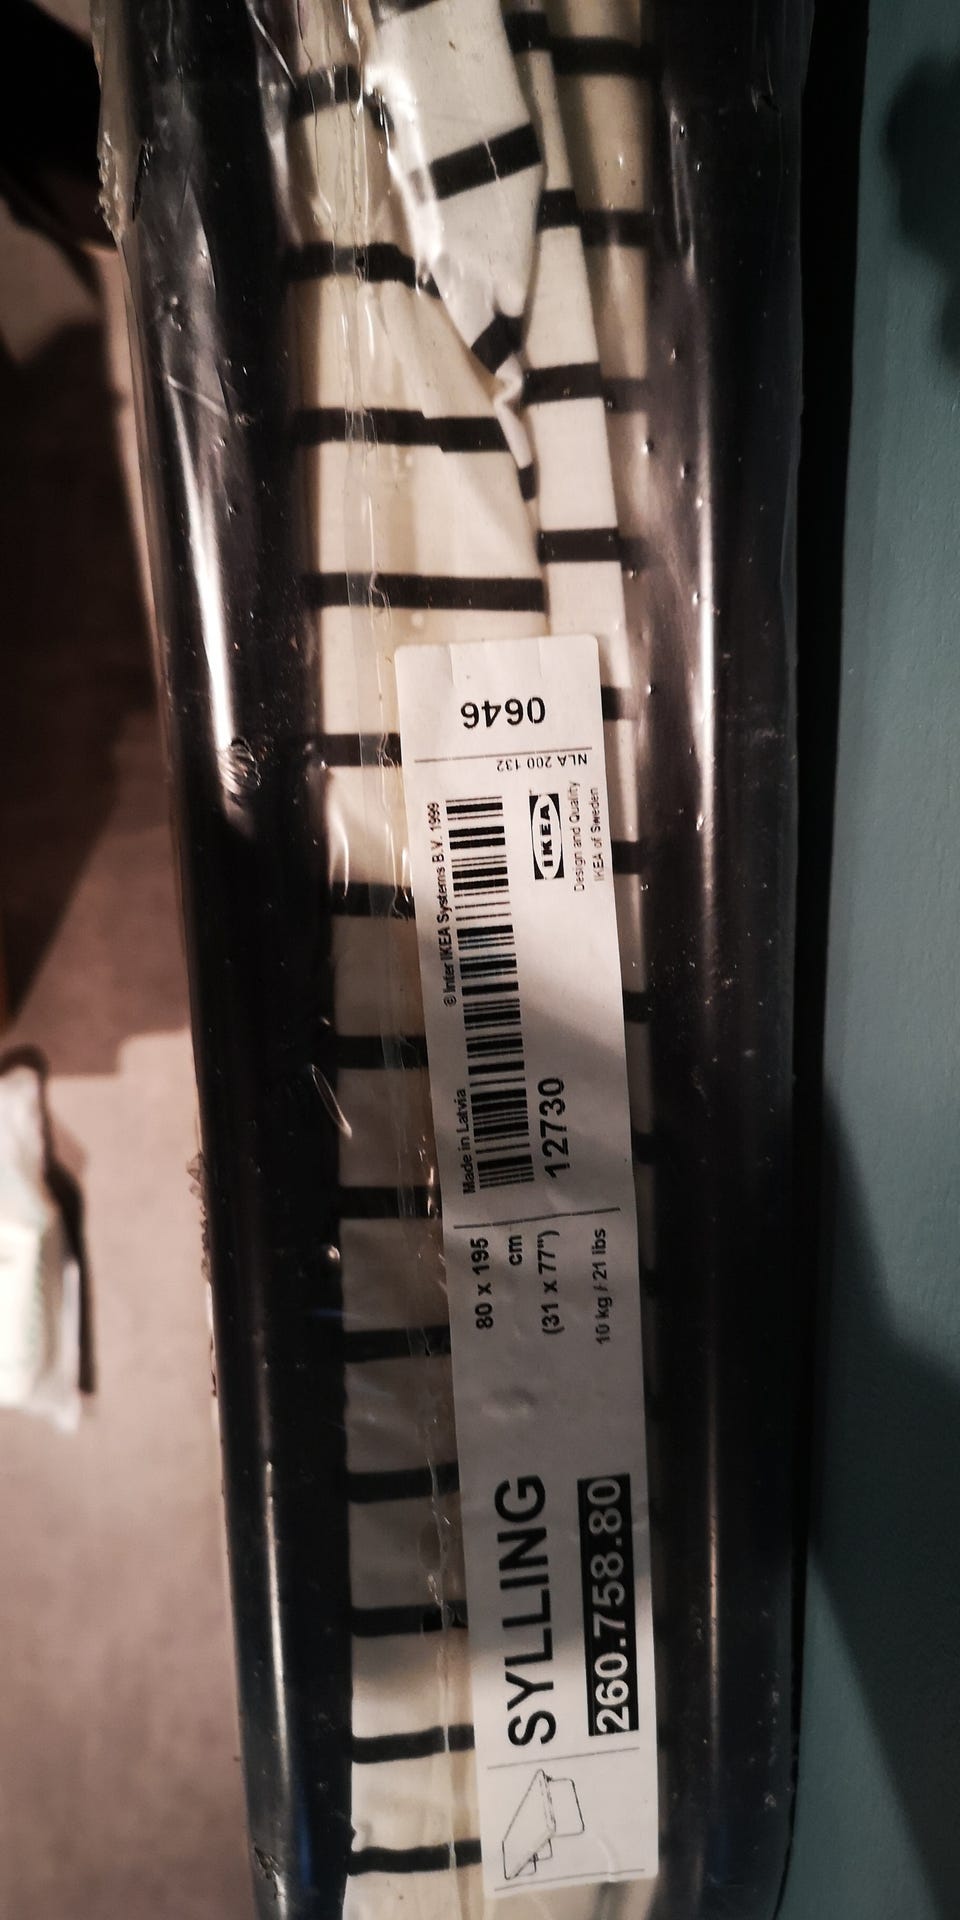 SYLLING
260.758.80
80 x 195
cm
(31 x 77")
10 kg / 21 lbs
Made in Latvia
© Inter IKEA Systems B.V. 1999
12730
IKEA
Design and Quality
IKEA of Sweden
NLA 200 132
0646